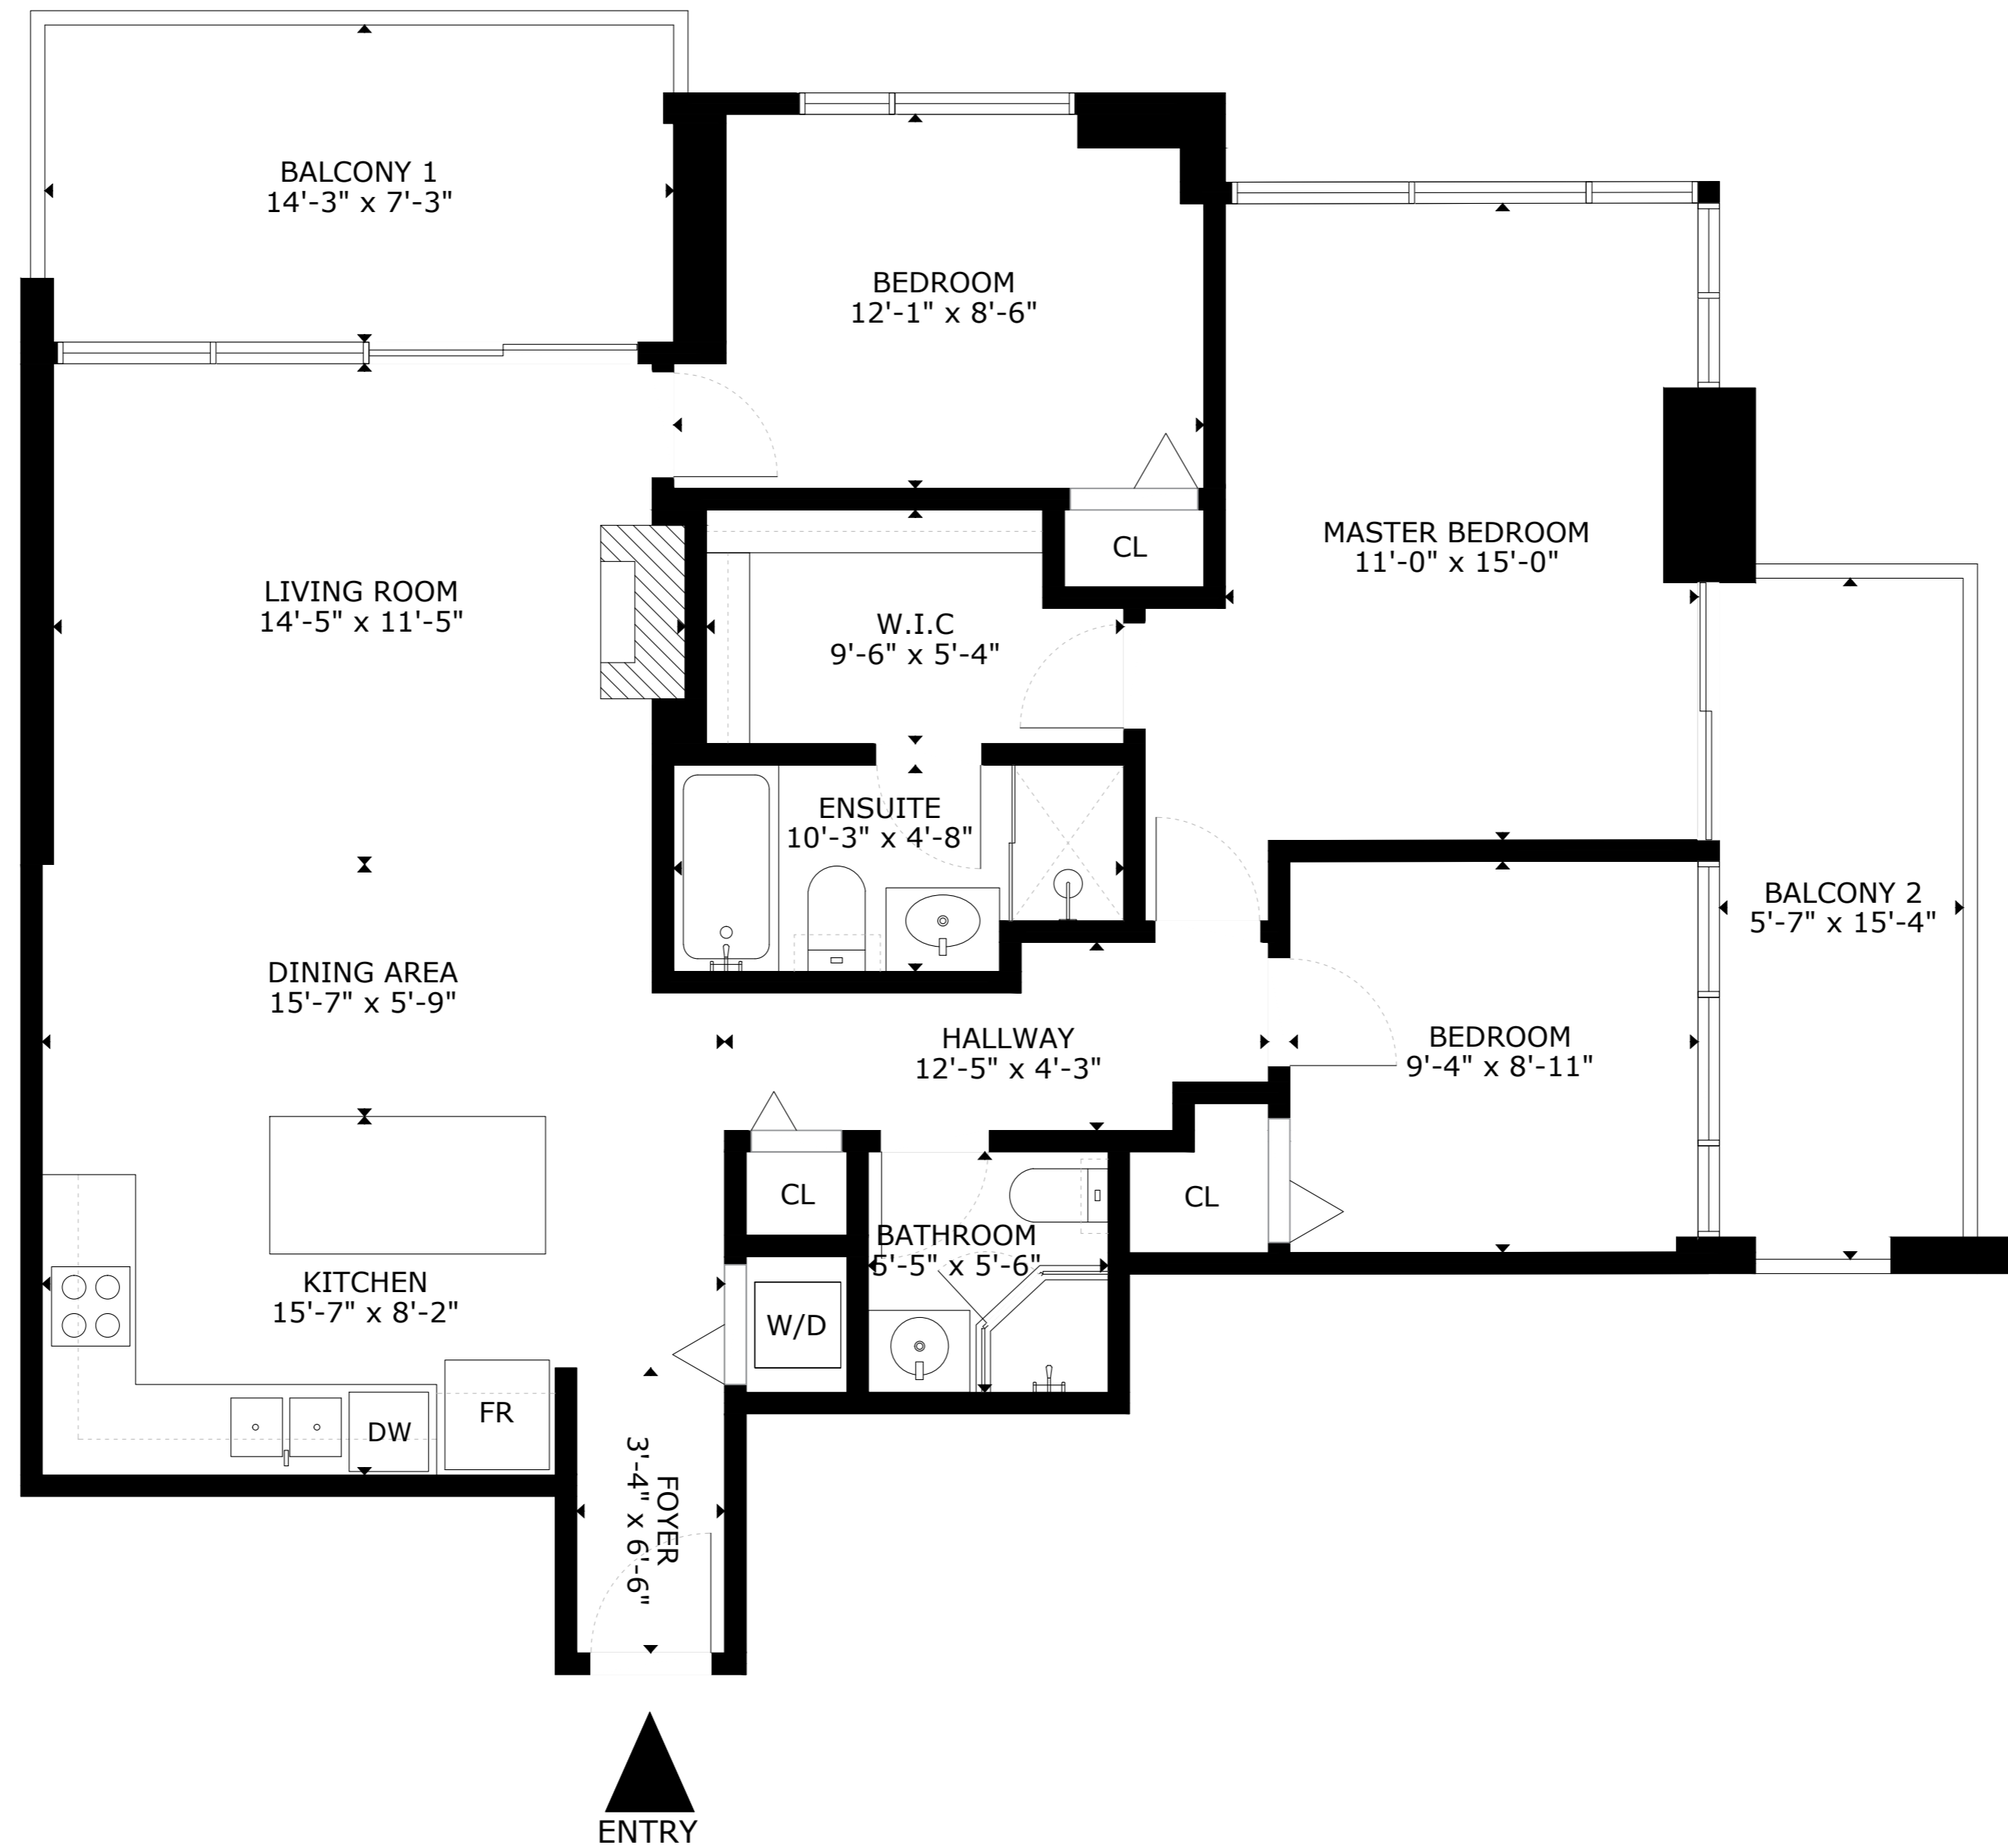 BALCONY 1
14'-3" x 7'-3"
BEDROOM
12'-1" x 8'-6"
MASTER BEDROOM
11'-0" x 15'-0"
CL
LIVING ROOM
14'-5" x 11'-5"
W.I.C
9'-6" x 5'-4"
ENSUITE
10'-3" x 4'-8"
BALCONY 2
5'-7" x 15'-4"
DINING AREA
15'-7" x 5'-9"
HALLWAY
12'-5" x 4'-3"
BEDROOM
9'-4" x 8'-11"
CL
CL
BATHROOM
5'-5" x 5'-6"
KITCHEN
15'-7" x 8'-2"
W/D
FR
DW
FOYER
3'-4" x 6'-6"
ENTRY